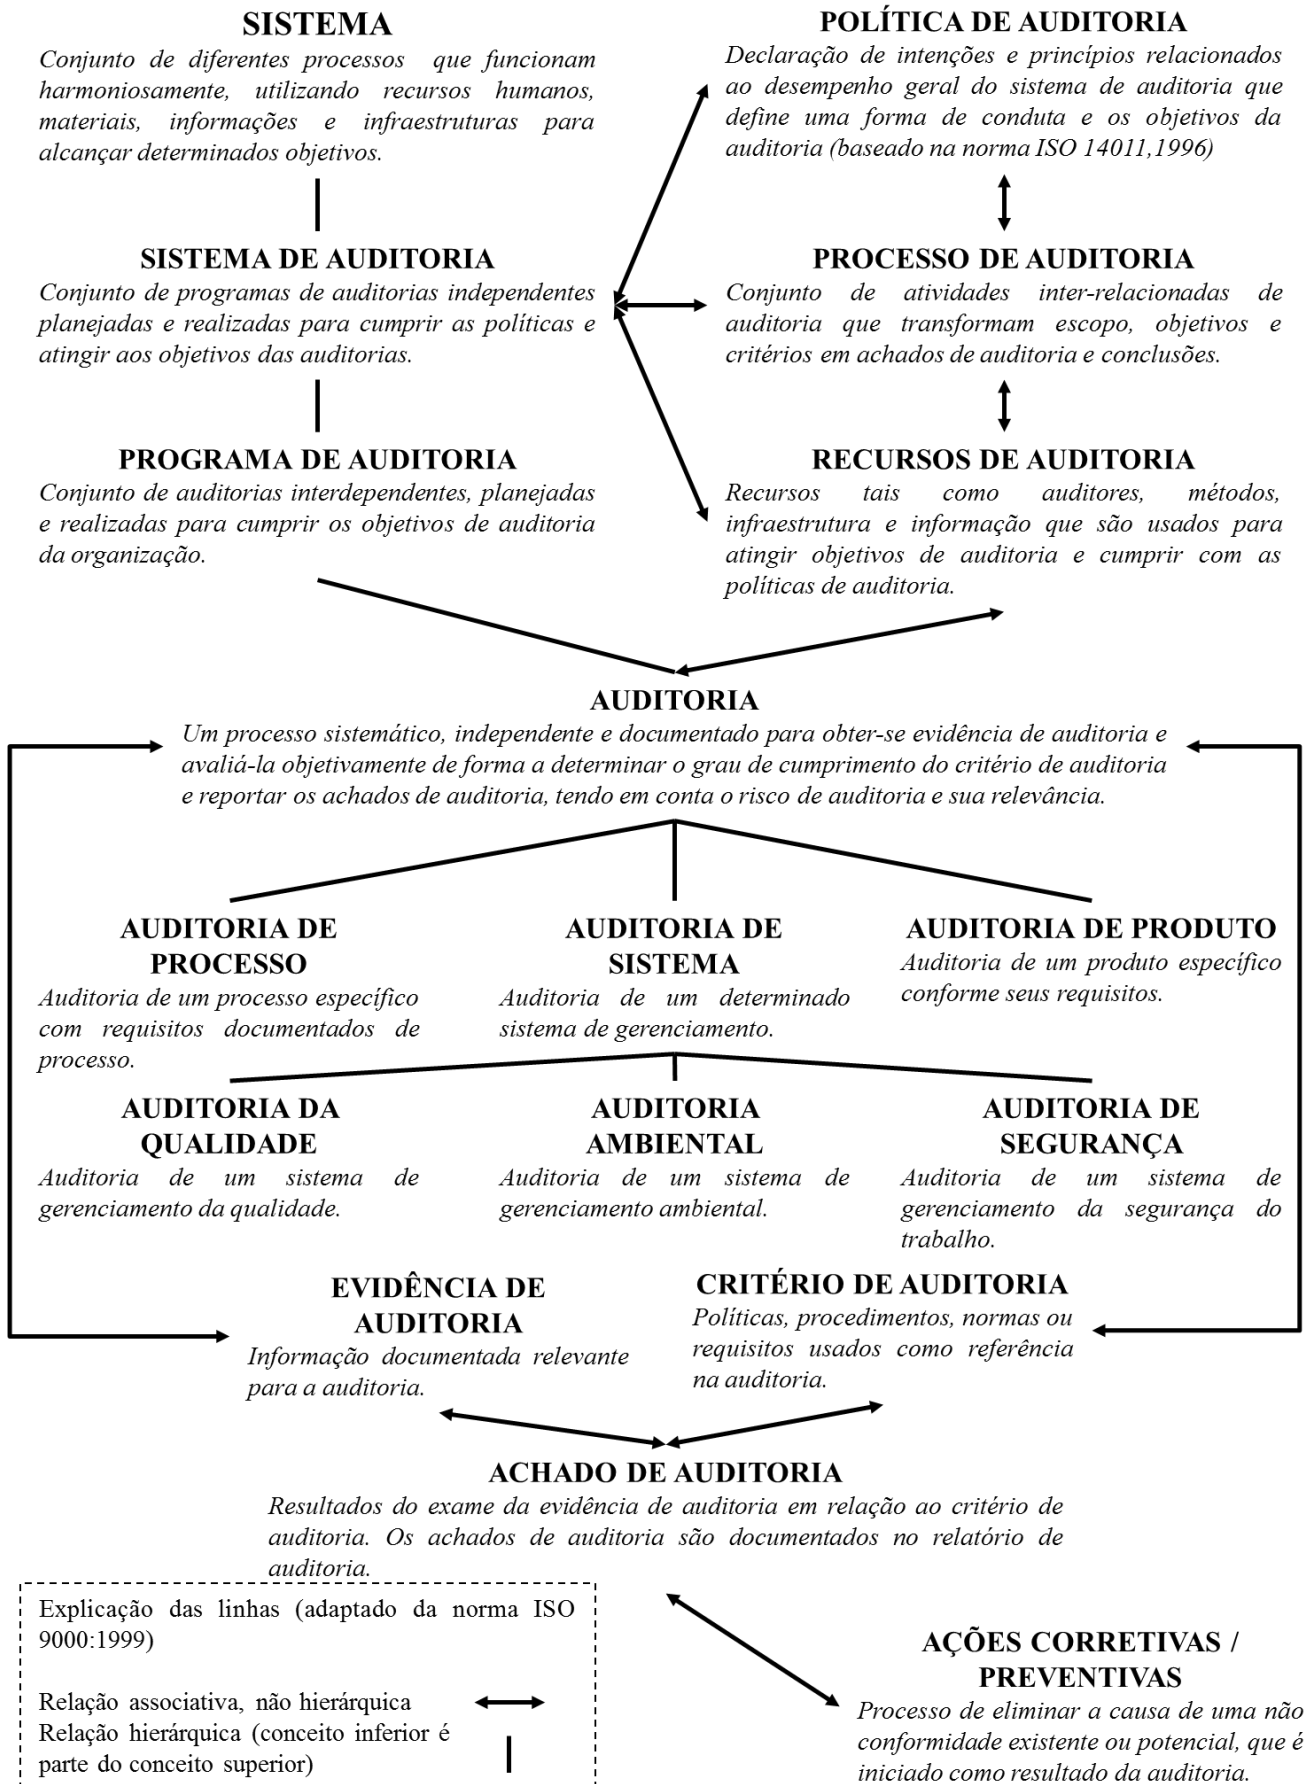 SISTEMA
Conjunto de diferentes processos que funcionam
harmoniosamente, utilizando recursos humanos,
materiais, informações e infraestruturas para
alcançar determinados objetivos.
POLÍTICA DE AUDITORIA
Declaração de intenções e princípios relacionados
ao desempenho geral do sistema de auditoria que
define uma forma de conduta e os objetivos da
auditoria (baseado na norma ISO 14011,1996)
SISTEMA DE AUDITORIA
Conjunto de programas de auditorias independentes
planejadas e realizadas para cumprir as políticas e
atingir aos objetivos das auditorias.
PROCESSO DE AUDITORIA
Conjunto de atividades inter-relacionadas de
auditoria que transformam escopo, objetivos e
critérios em achados de auditoria e conclusões.
PROGRAMA DE AUDITORIA
Conjunto de auditorias interdependentes, planejadas
e realizadas para cumprir os objetivos de auditoria
da organização.
RECURSOS DE AUDITORIA
Recursos tais como auditores, métodos,
infraestrutura e informação que são usados para
atingir objetivos de auditoria e cumprir com as
políticas de auditoria.
AUDITORIA
Um processo sistemático, independente e documentado para obter-se evidência de auditoria e
avaliá-la objetivamente de forma a determinar o grau de cumprimento do critério de auditoria
e reportar os achados de auditoria, tendo em conta o risco de auditoria e sua relevância.
AUDITORIA DE
PROCESSO
Auditoria de um processo específico
com requisitos documentados de
processo.
AUDITORIA DE
SISTEMA
Auditoria de um determinado
sistema de gerenciamento.
AUDITORIA DE PRODUTO
Auditoria de um produto específico
conforme seus requisitos.
AUDITORIA DA
QUALIDADE
Auditoria de um sistema de
gerenciamento da qualidade.
AUDITORIA
AMBIENTAL
Auditoria de um sistema de
gerenciamento ambiental.
AUDITORIA DE
SEGURANÇA
Auditoria de um sistema de
gerenciamento da segurança do
trabalho.
EVIDÊNCIA DE
AUDITORIA
Informação documentada relevante
para a auditoria.
CRITÉRIO DE AUDITORIA
Políticas, procedimentos, normas ou
requisitos usados como referência
na auditoria.
ACHADO DE AUDITORIA
Resultados do exame da evidência de auditoria em relação ao critério de
auditoria. Os achados de auditoria são documentados no relatório de
auditoria.
Explicação das linhas (adaptado da norma ISO
9000:1999)
Relação associativa, não hierárquica
Relação hierárquica (conceito inferior é
parte do conceito superior)
AÇÕES CORRETIVAS /
PREVENTIVAS
Processo de eliminar a causa de uma não
conformidade existente ou potencial, que é
iniciado como resultado da auditoria.